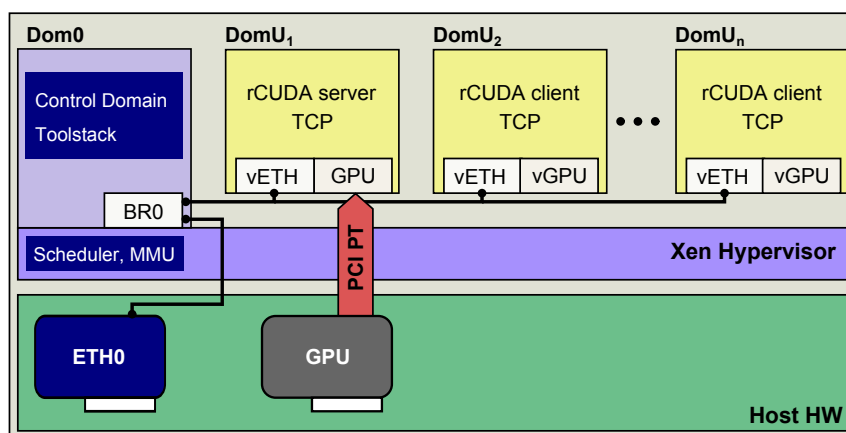 Dom0
DomU1
DomU2
DomUn
Control Domain
Toolstack
rCUDA server
TCP
rCUDA client
TCP
rCUDA client
TCP
vETH
GPU
vETH
vGPU
vETH
vGPU
BR0
Scheduler, MMU
PCI PT
Xen Hypervisor
ETH0
GPU
Host HW